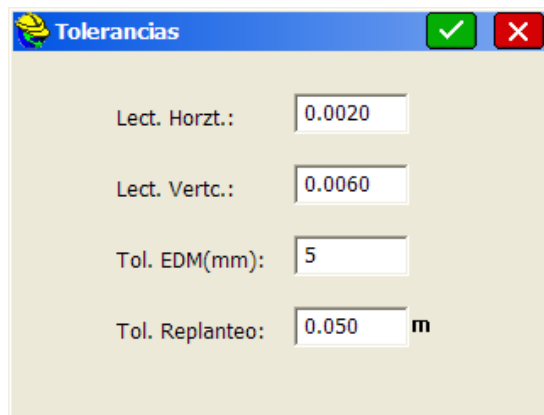 Tolerancias
Lect. Horzt.: 0.0020
Lect. Vertc.: 0.0060
Tol. EDM(mm): 5
Tol. Replanteo: 0.050 m